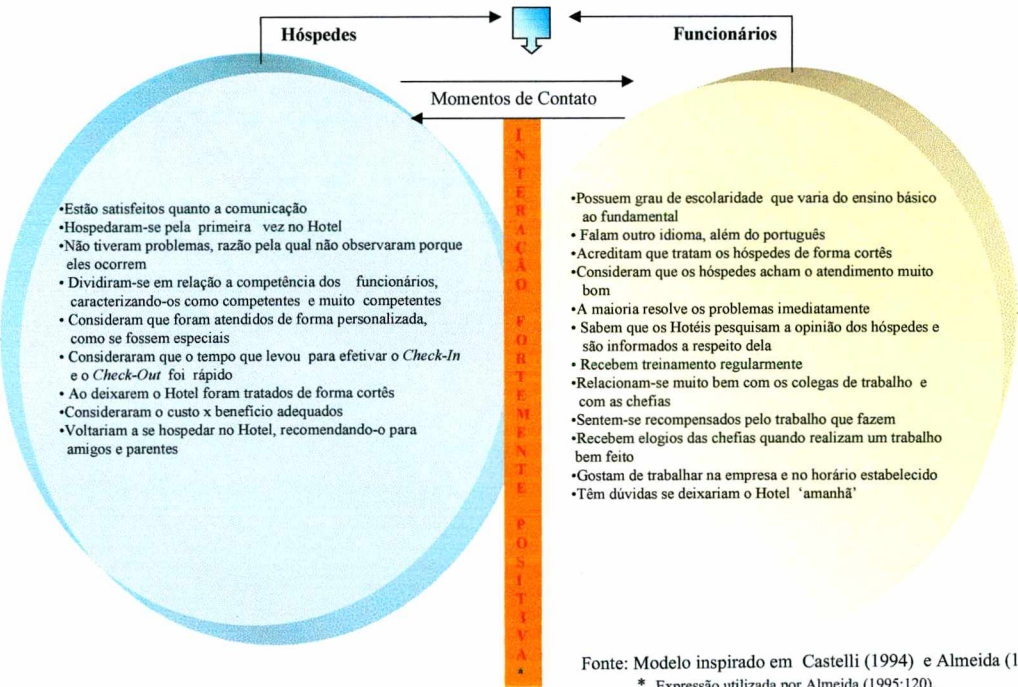 Hóspedes
Funcionários
Momentos de Contato
INTERAÇÃO FORTEMENTE POSITIVA*
•Estão satisfeitos quanto a comunicação
•Hospedaram-se pela primeira vez no Hotel
•Não tiveram problemas, razão pela qual não observaram porque
eles ocorrem
• Dividiram-se em relação a competência dos funcionários,
caracterizando-os como competentes e muito competentes
• Consideram que foram atendidos de forma personalizada,
como se fossem especiais
• Consideraram que o tempo que levou para efetivar o Check-In
e o Check-Out foi rápido
• Ao deixarem o Hotel foram tratados de forma cortês
•Consideraram o custo x benefício adequados
•Voltariam a se hospedar no Hotel, recomendando-o para
amigos e parentes
•Possuem grau de escolaridade que varia do ensino básico
ao fundamental
• Falam outro idioma, além do português
•Acreditam que tratam os hóspedes de forma cortês
•Consideram que os hóspedes acham o atendimento muito
bom
•A maioria resolve os problemas imediatamente
• Sabem que os Hotéis pesquisam a opinião dos hóspedes e
são informados a respeito dela
• Recebem treinamento regularmente
•Relacionam-se muito bem com os colegas de trabalho e
com as chefias
•Sentem-se recompensados pelo trabalho que fazem
•Recebem elogios das chefias quando realizam um trabalho
bem feito
•Gostam de trabalhar na empresa e no horário estabelecido
•Têm dúvidas se deixariam o Hotel 'amanhã'
Fonte: Modelo inspirado em Castelli (1994) e Almeida (1
* Expressão utilizada por Almeida (1995:120)